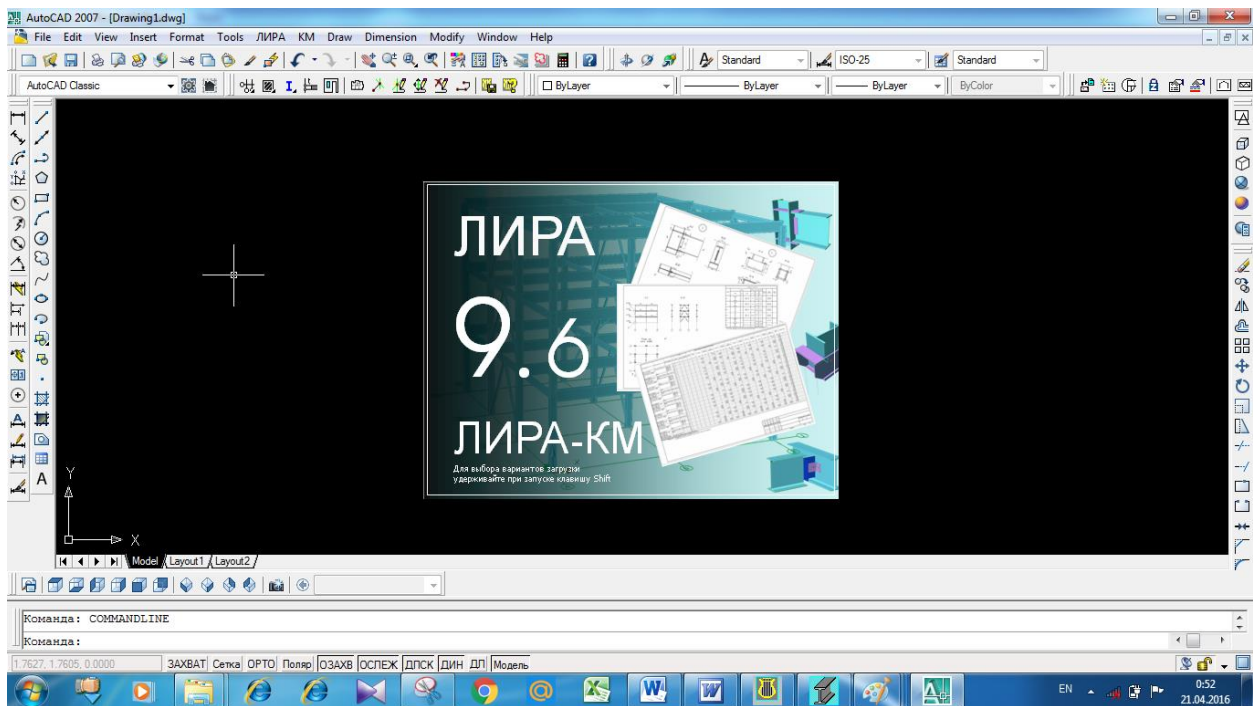 AutoCAD 2007 - [Drawing1.dwg]
File Edit View Insert Format Tools ЛИРА КМ Draw Dimension Modify Window Help
Standard ISO-25 Standard
AutoCAD Classic ByLayer ByLayer ByLayer ByColor
ЛИРА
9.6
ЛИРА-КМ
Для выбора вариантов загрузки
удерживайте при запуске клавишу Shift
Y
X
Model Layout1 Layout2
Команда: COMMANDLINE
Команда:
1.7627, 1.7605, 0.0000 ЗАХВАТ Сетка ОРТО Поляр ОЗАХВ ОСПЕЖ ДПСК ДИН ДЛ Модель
EN 0:52
21.04.2016